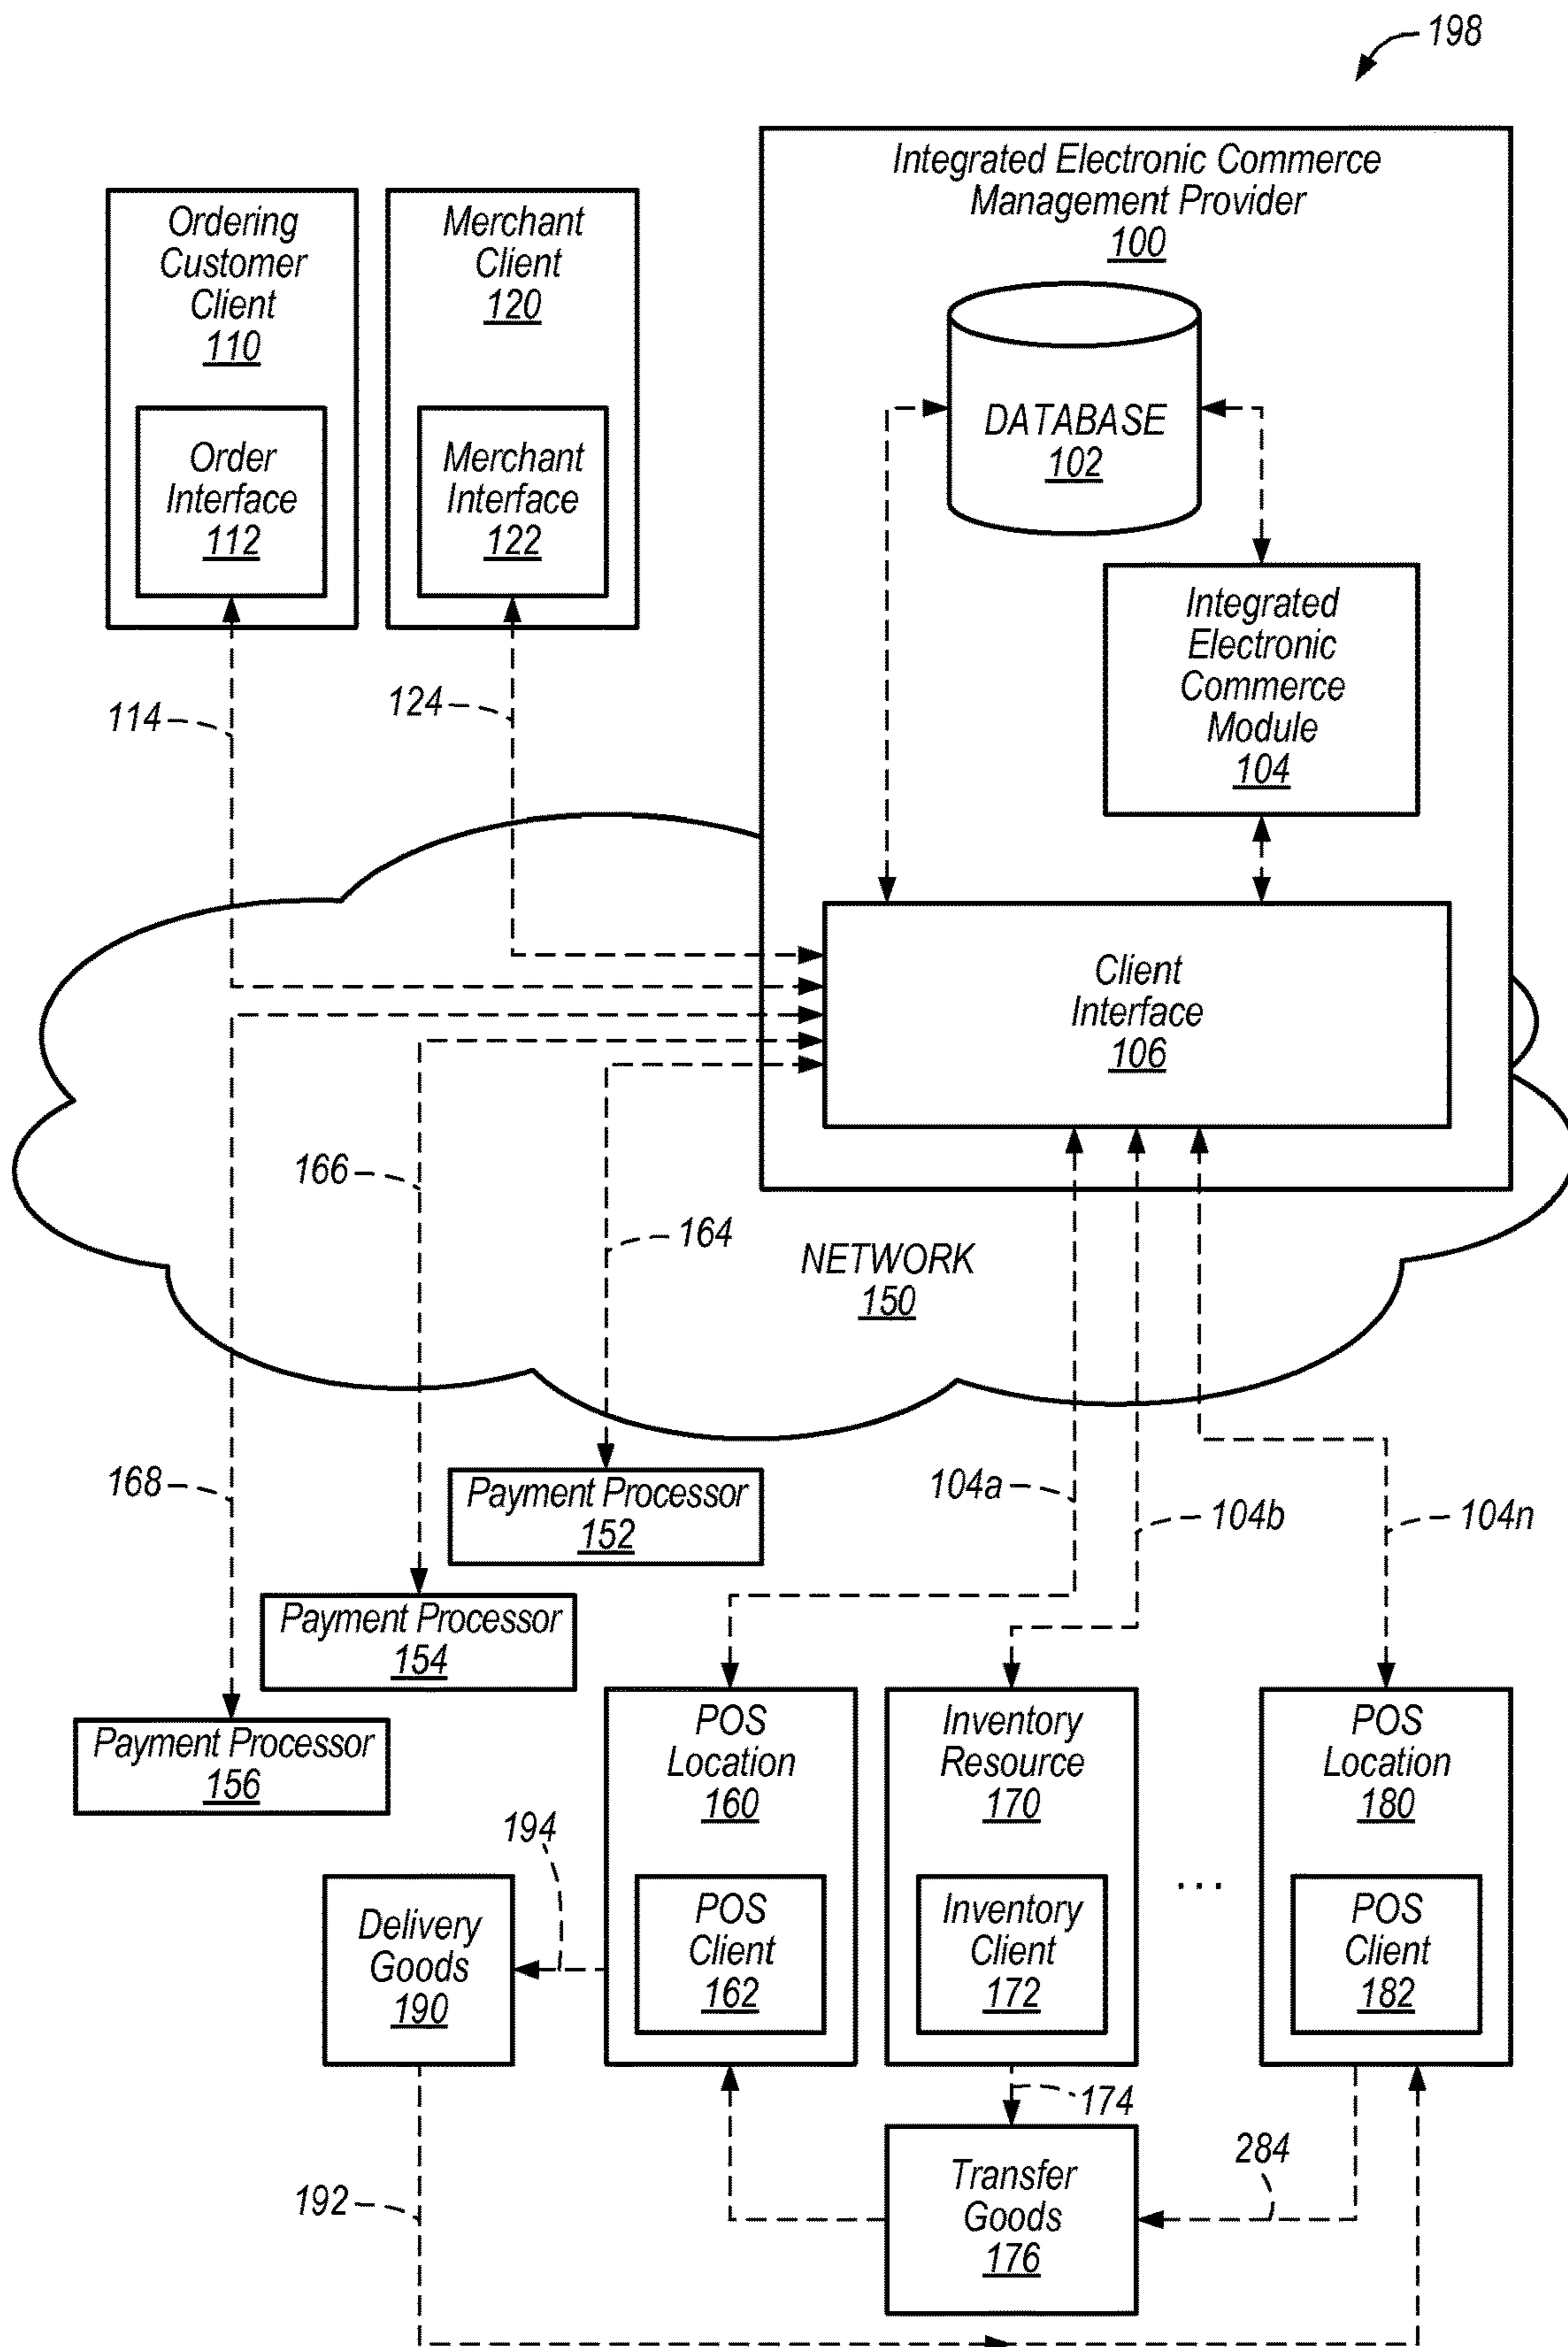 198
Integrated Electronic Commerce
Management Provider
100
Ordering
Customer
Client
110
Order
Interface
112
Merchant
Client
120
Merchant
Interface
122
DATABASE
102
Integrated
Electronic
Commerce
Module
104
114
124
Client
Interface
106
166
164
NETWORK
150
168
Payment Processor
152
104a
104b
104n
Payment Processor
154
Payment Processor
156
POS
Location
160
POS
Client
162
Inventory
Resource
170
Inventory
Client
172
...
POS
Location
180
POS
Client
182
194
Delivery
Goods
190
174
192
Transfer
Goods
176
284